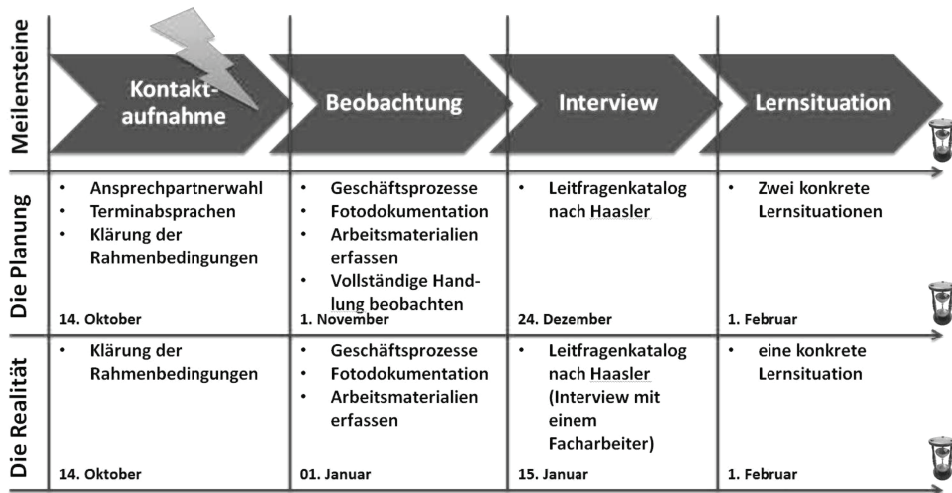 Meilensteine
Kontakt-
aufnahme
Beobachtung
Interview
Lernsituation
Die Planung
• Ansprechpartnerwahl
• Terminabsprachen
• Klärung der
Rahmenbedingungen
14. Oktober
• Geschäftsprozesse
• Fotodokumentation
• Arbeitsmaterialien
erfassen
• Vollständige Hand-
lung beobachten
1. November
• Leitfragenkatalog
nach Haasler
24. Dezember
• Zwei konkrete
Lernsituationen
1. Februar
Die Realität
• Klärung der
Rahmenbedingungen
14. Oktober
• Geschäftsprozesse
• Fotodokumentation
• Arbeitsmaterialien
erfassen
01. Januar
• Leitfragenkatalog
nach Haasler
(Interview mit
einem
Facharbeiter)
15. Januar
• eine konkrete
Lernsituation
1. Februar